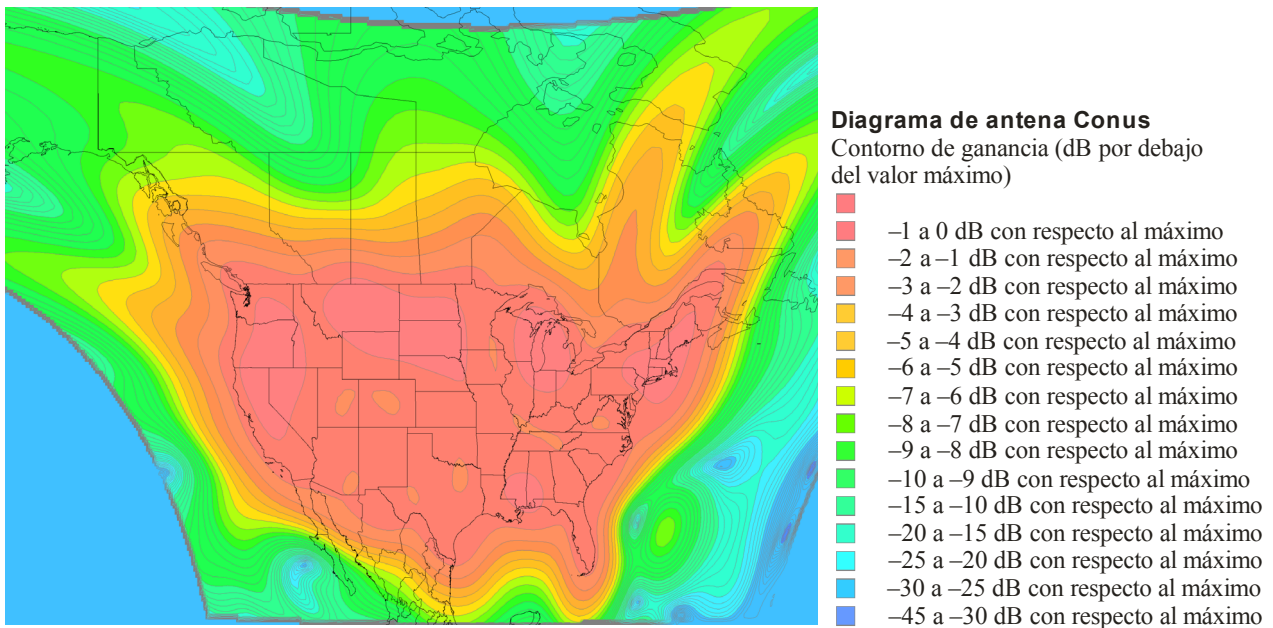 Diagrama de antena Conus
Contorno de ganancia (dB por debajo
del valor máximo)
–1 a 0 dB con respecto al máximo
–2 a –1 dB con respecto al máximo
–3 a –2 dB con respecto al máximo
–4 a –3 dB con respecto al máximo
–5 a –4 dB con respecto al máximo
–6 a –5 dB con respecto al máximo
–7 a –6 dB con respecto al máximo
–8 a –7 dB con respecto al máximo
–9 a –8 dB con respecto al máximo
–10 a –9 dB con respecto al máximo
–15 a –10 dB con respecto al máximo
–20 a –15 dB con respecto al máximo
–25 a –20 dB con respecto al máximo
–30 a –25 dB con respecto al máximo
–45 a –30 dB con respecto al máximo